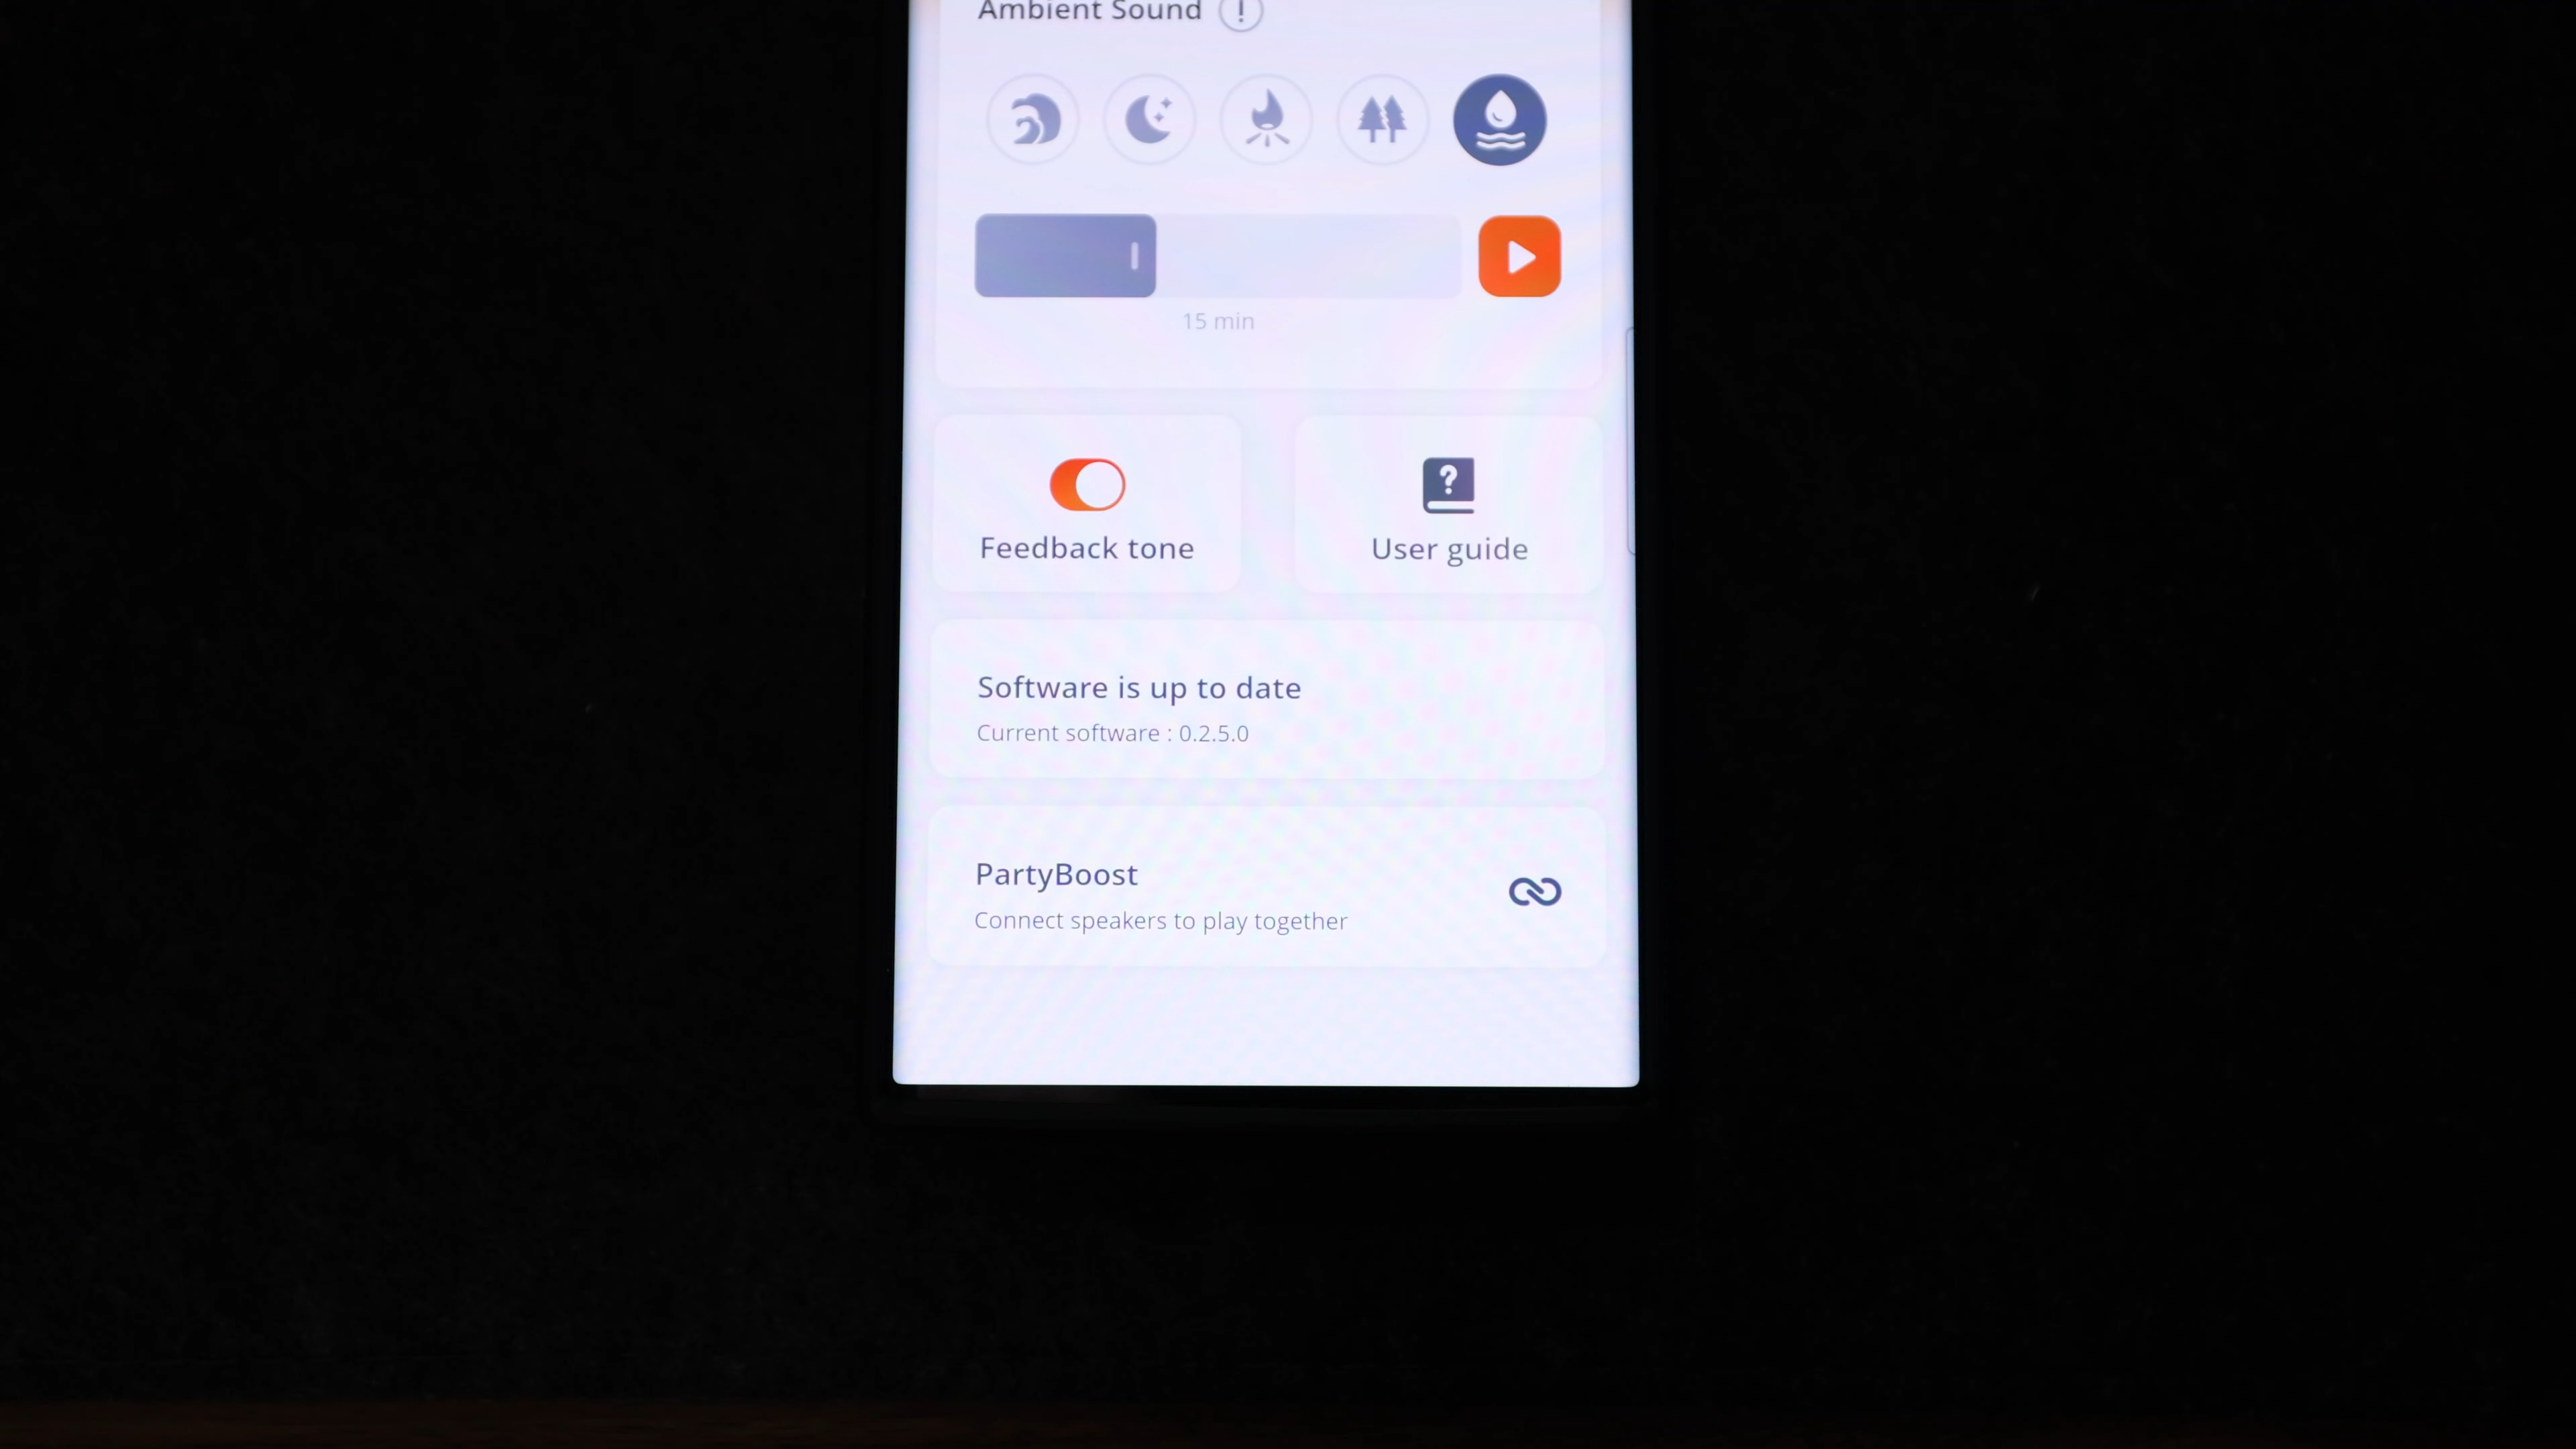 Ambient Sound
15 min
Feedback tone
User guide
Software is up to date
Current software : 0.2.5.0
PartyBoost
Connect speakers to play together